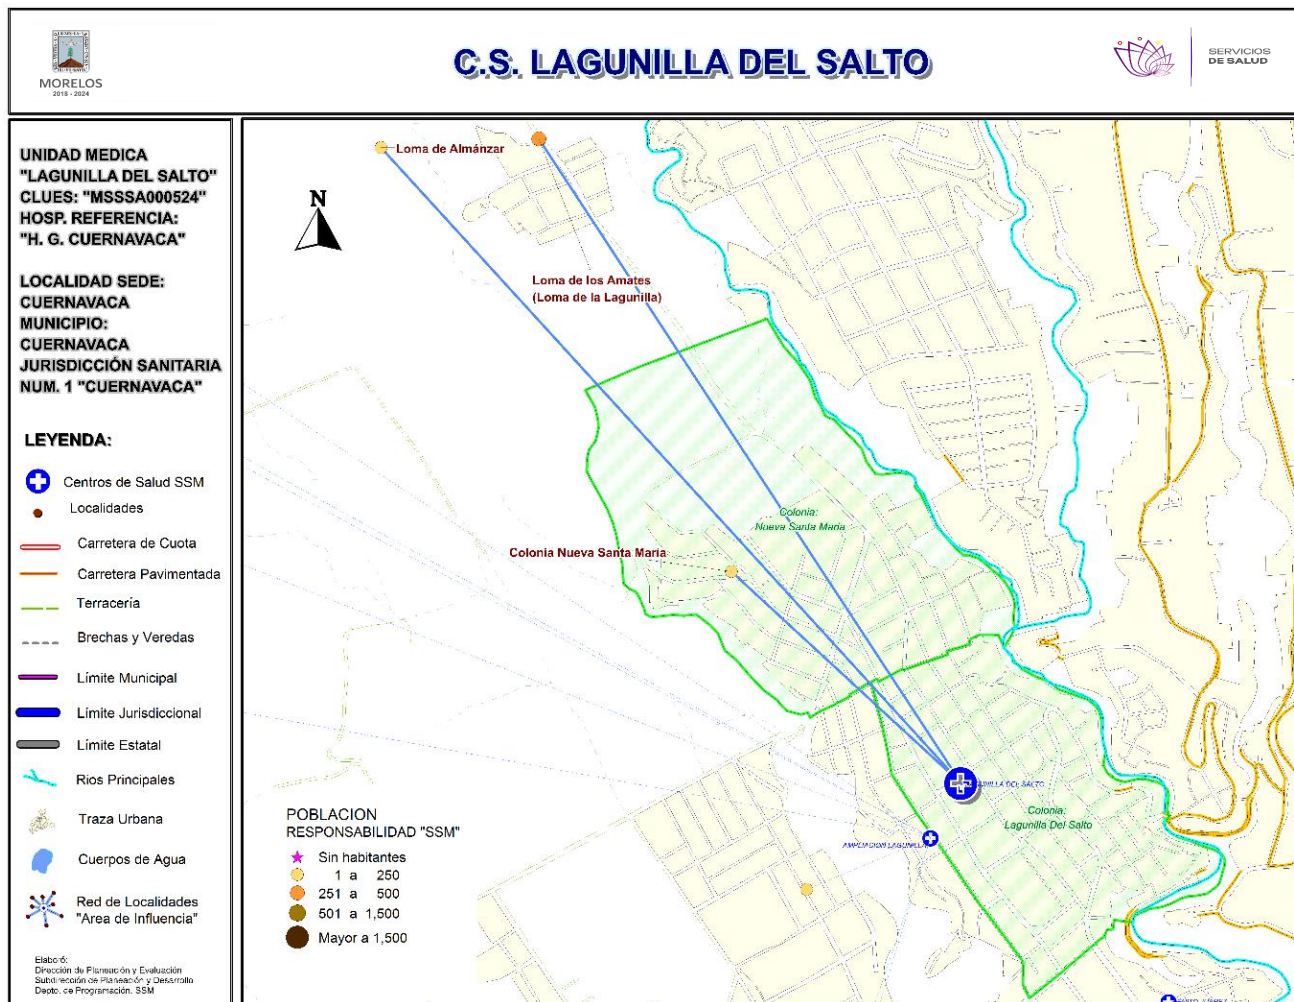 MORELOS
2018 - 2024
C.S. LAGUNILLA DEL SALTO
SERVICIOS
DE SALUD
UNIDAD MEDICA
"LAGUNILLA DEL SALTO"
CLUES: "MSSSA000524"
HOSP. REFERENCIA:
"H. G. CUERNAVACA"
LOCALIDAD SEDE:
CUERNAVACA
MUNICIPIO:
CUERNAVACA
JURISDICCIÓN SANITARIA
NUM. 1 "CUERNAVACA"
LEYENDA:
Centros de Salud SSM
Localidades
Carretera de Cuota
Carretera Pavimentada
Terracería
Brechas y Veredas
Límite Municipal
Límite Jurisdiccional
Límite Estatal
Rios Principales
Traza Urbana
Cuerpos de Agua
Red de Localidades
"Area de Influencia"
Elaboró:
Dirección de Planeación y Evaluación
Subdirección de Planeación y Desarrollo
Depto. de Programación. SSM
N
Loma de Almánzar
Loma de los Amates
(Loma de la Lagunilla)
Colonia:
Nueva Santa Maria
Colonia Nueva Santa María
DEL SALTO
Colonia:
Lagunilla Del Salto
AMPLIACION LAGUNILLA
POBLACION
RESPONSABILIDAD "SSM"
Sin habitantes
1 a 250
251 a 500
501 a 1,500
Mayor a 1,500